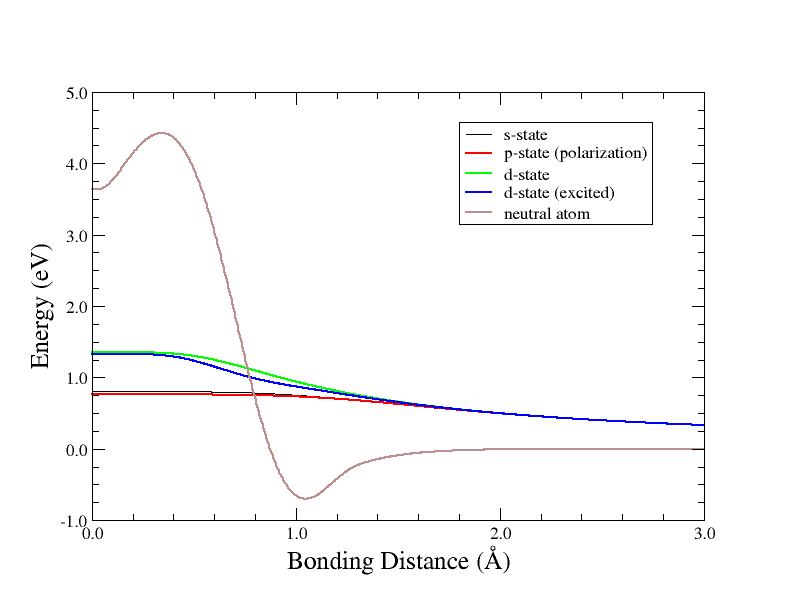 5.0
4.0
3.0
2.0
1.0
0.0
-1.0
Energy (eV)
s-state
p-state (polarization)
d-state
d-state (excited)
neutral atom
0.0 1.0 2.0 3.0
Bonding Distance (Å)